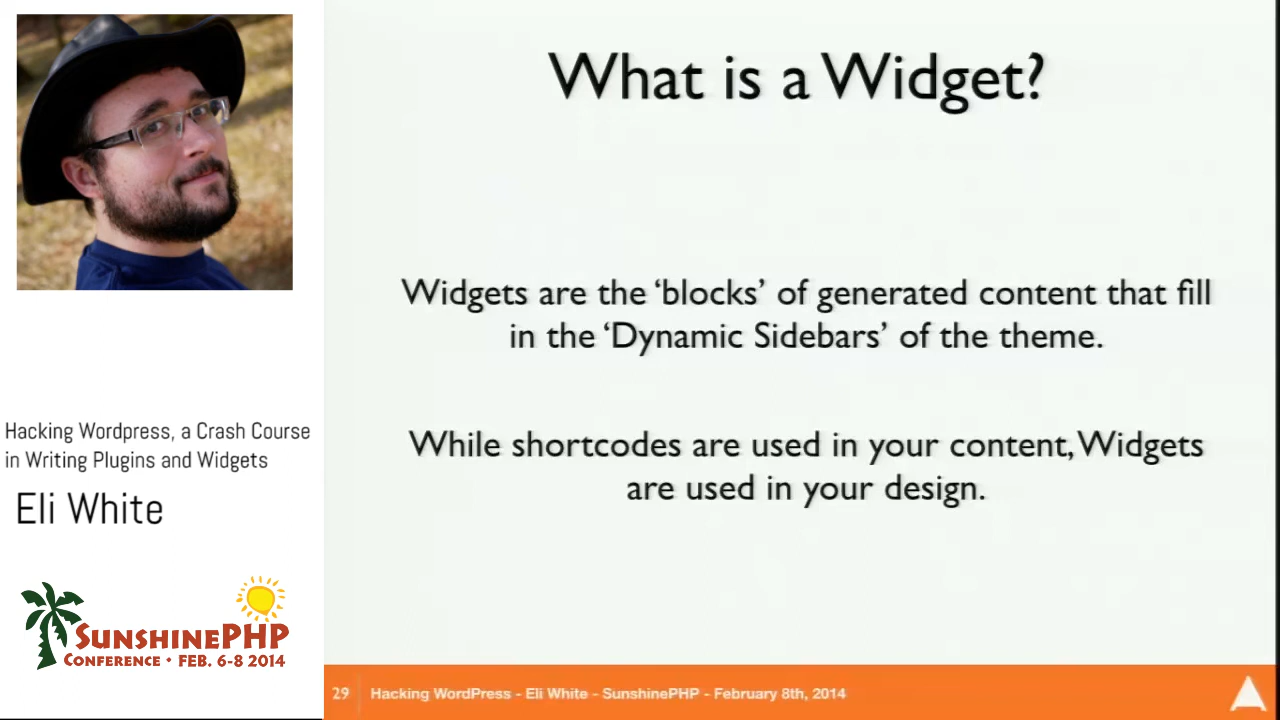 What is a Widget?
Widgets are the ‘blocks’ of generated content that fill
in the ‘Dynamic Sidebars’ of the theme.
While shortcodes are used in your content, Widgets
are used in your design.
Hacking Wordpress, a Crash Course
in Writing Plugins and Widgets
Eli White
SUNSHINEPHP
CONFERENCE • FEB. 6-8 2014
29 Hacking WordPress - Eli White - SunshinePHP - February 8th, 2014